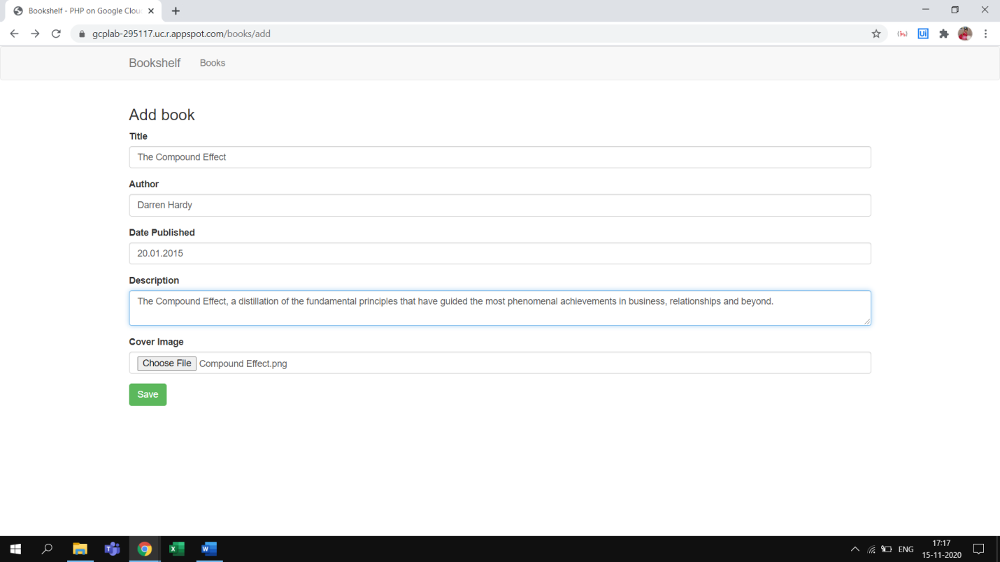 Bookshelf - PHP on Google Clou
gcplab-295117.uc.r.appspot.com/books/add
Bookshelf Books
Add book
Title
The Compound Effect
Author
Darren Hardy
Date Published
20.01.2015
Description
The Compound Effect, a distillation of the fundamental principles that have guided the most phenomenal achievements in business, relationships and beyond.
Cover Image
Choose File Compound Effect.png
Save
ENG
17:17
15-11-2020